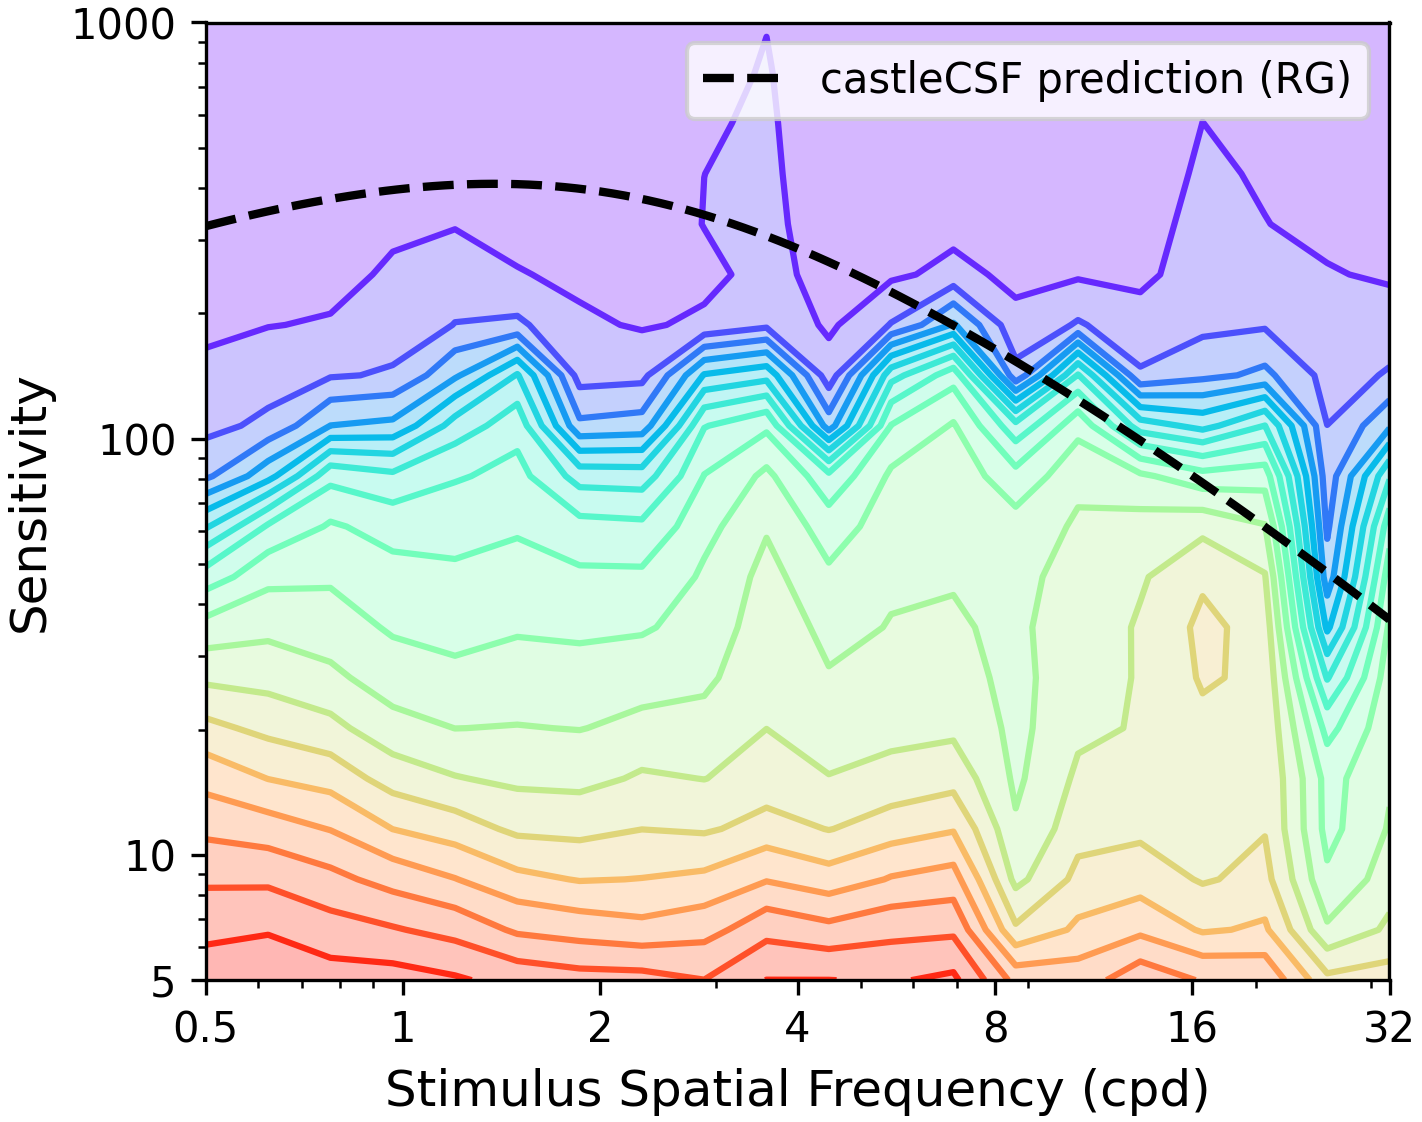 1000
castleCSF prediction (RG)
Sensitivity
100
10
5
0.5 1 2 4 8 16 32
Stimulus Spatial Frequency (cpd)